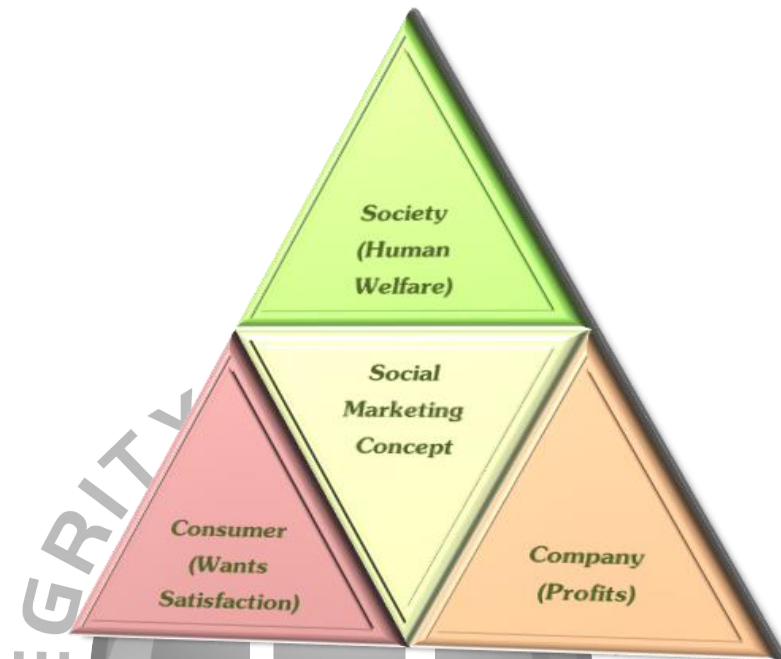 Society
(Human
Welfare)
Social
Marketing
Concept
Consumer
(Wants
Satisfaction)
Company
(Profits)